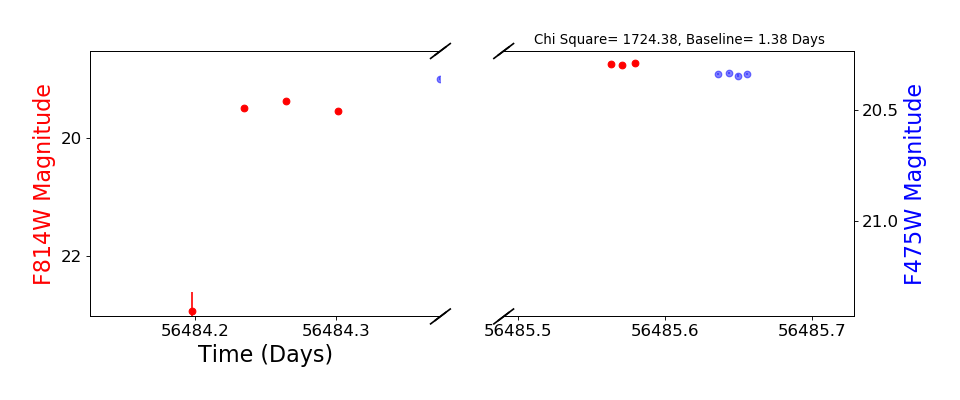 Chi Square= 1724.38, Baseline= 1.38 Days
F814W Magnitude
20
22
20.5
21.0
F475W Magnitude
56484.2
56484.3
56485.5
56485.6
56485.7
Time (Days)